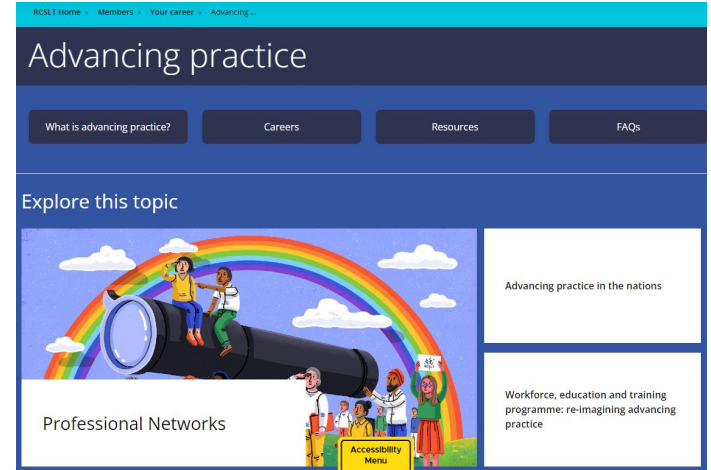 RCSLT Home › Members › Your career › Advancing ...
Advancing practice
What is advancing practice?
Careers
Resources
FAQs
Explore this topic
Advancing practice in the nations
Professional Networks
Workforce, education and training
programme: re-imagining advancing
practice
Accessibility
Menu